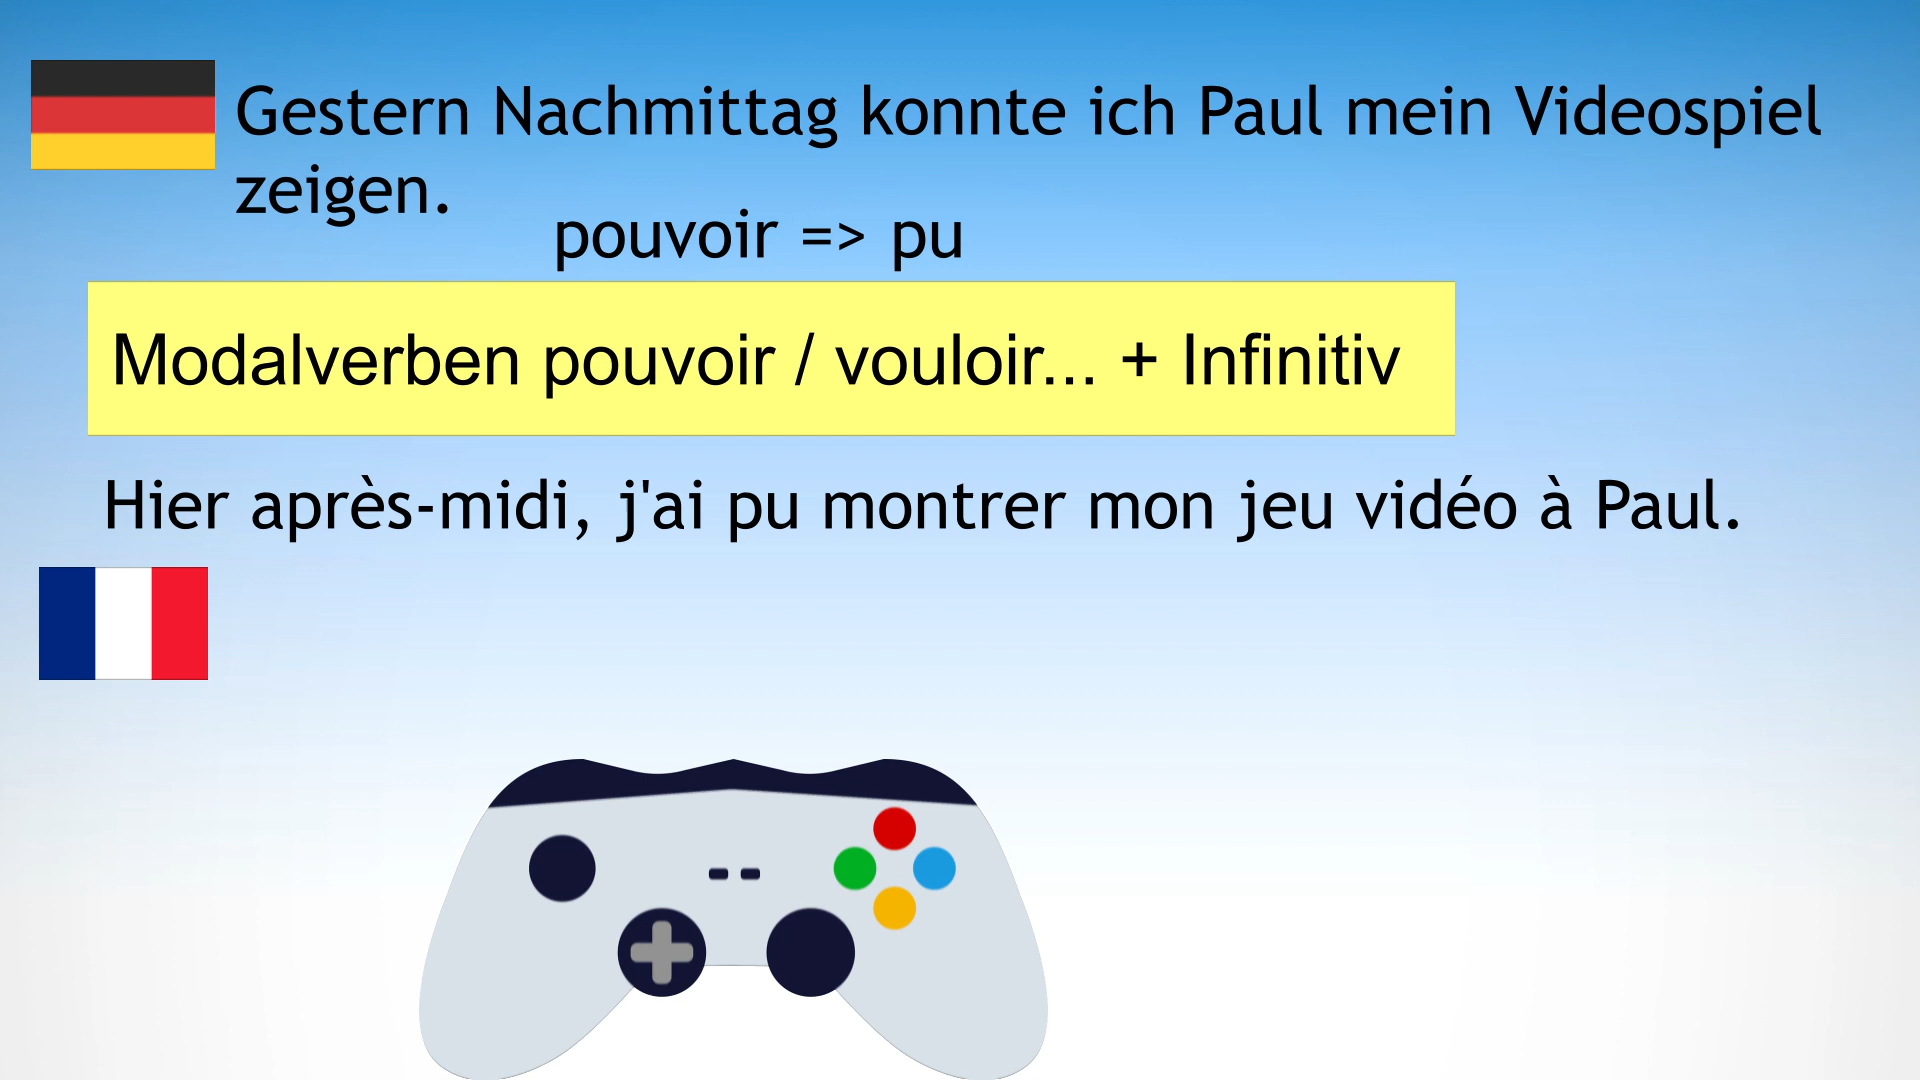 Gestern Nachmittag konnte ich Paul mein Videospiel
zeigen.
pouvoir => pu
Modalverben pouvoir / vouloir... + Infinitiv
Hier après-midi, j'ai pu montrer mon jeu vidéo à Paul.